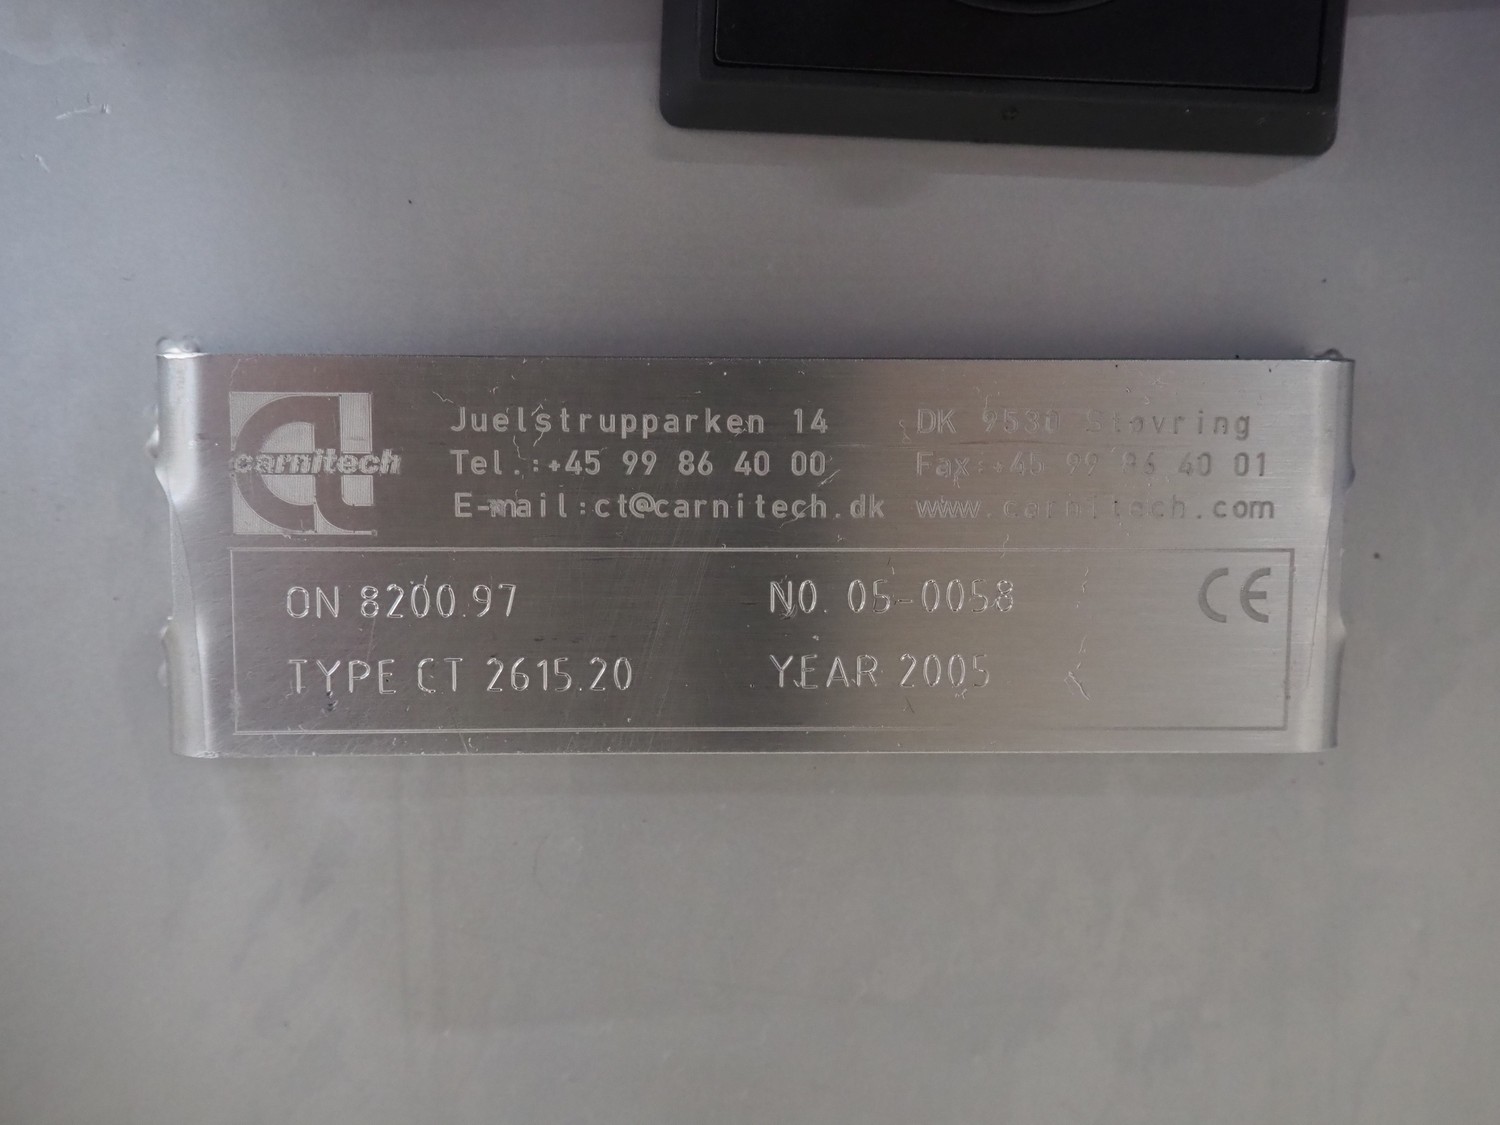 carnitech
Juelstrupparken 14 DK 9530 Støvring
Tel.:+45 99 86 40 00 Fax:+45 99 86 40 01
E-mail:ct@carnitech.dk www.carnitech.com
ON 8200.97 NO. 05-0058 CE
TYPE CT 2615.20 YEAR 2005